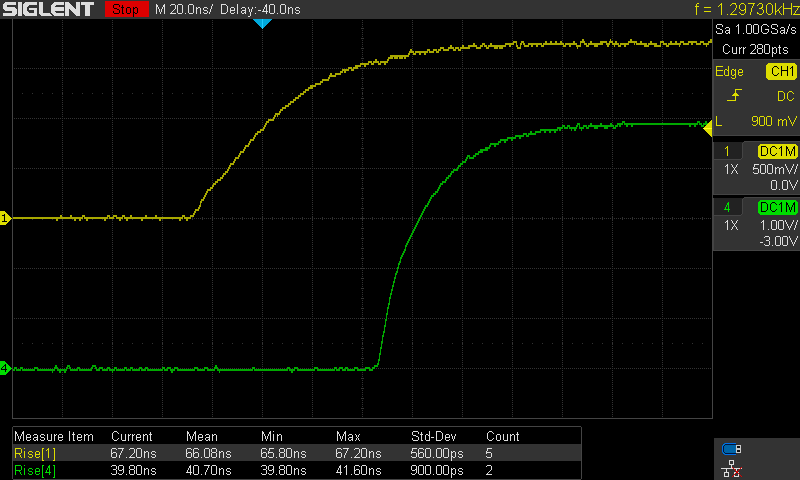 SIGLENT Stop M 20.0ns/ Delay:-40.0ns f = 1.29730kHz
Sa 1.00GSa/s
Curr 280pts
Edge CH1
DC
L 900 mV
1 DC1M
1X 500mV/
0.0V
4 DC1M
1X 1.00V/
-3.00V
1
4
Measure Item Current Mean Min Max Std-Dev Count
Rise[1] 67.20ns 66.08ns 65.80ns 67.20ns 560.00ps 5
Rise[4] 39.80ns 40.70ns 39.80ns 41.60ns 900.00ps 2